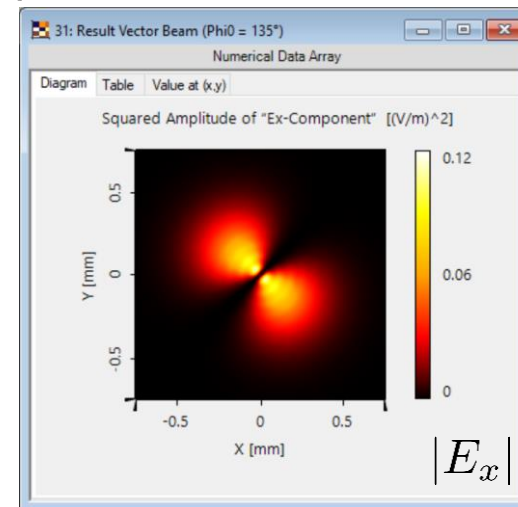 31: Result Vector Beam (Phi0 = 135°)
Numerical Data Array
Diagram Table Value at (x,y)
Squared Amplitude of "Ex-Component" [(V/m)^2]
0.12
0.06
0
0.5
0
-0.5
Y [mm]
-0.5 0 0.5
X [mm]
|E_x|